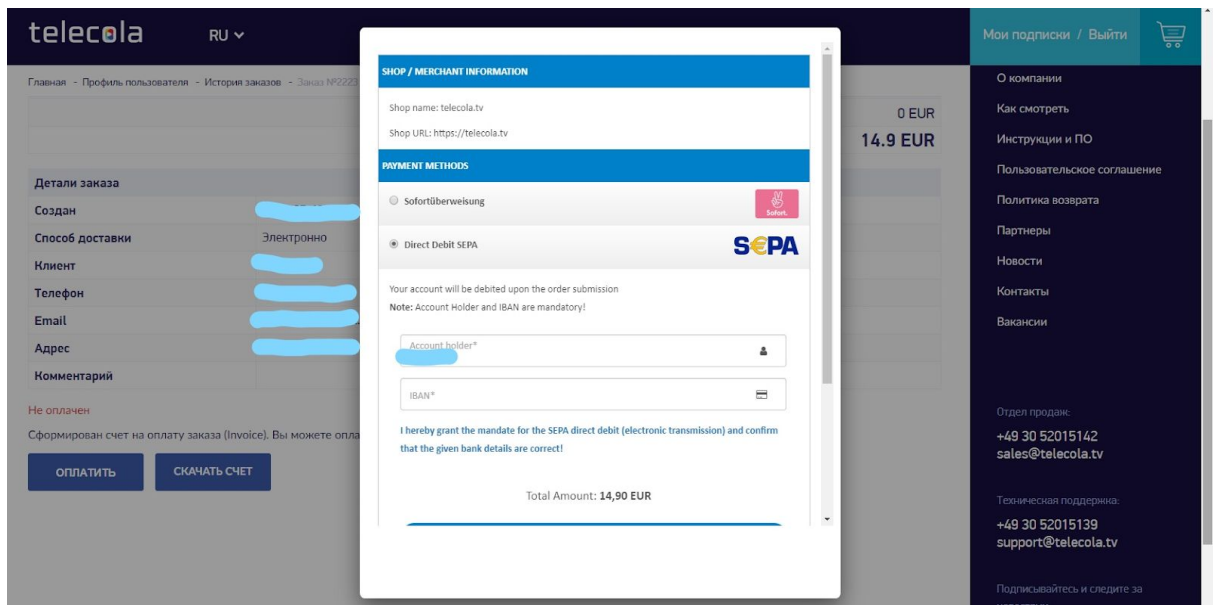 telecola
RU
Мои подписки / Выйти
Главная - Профиль пользователя - История заказов - Заказ №2223
0 EUR
14.9 EUR
Детали заказа
Создан
Способ доставки Электронно
Клиент
Телефон
Email
Адрес
Комментарий
Не оплачен
Сформирован счет на оплату заказа (Invoice). Вы можете опла
ОПЛАТИТЬ
СКАЧАТЬ СЧЕТ
SHOP / MERCHANT INFORMATION
Shop name: telecola.tv
Shop URL: https://telecola.tv
PAYMENT METHODS
Sofortüberweisung
Sofort.
Direct Debit SEPA
S€PA
Your account will be debited upon the order submission
Note: Account Holder and IBAN are mandatory!
Account holder*
IBAN*
I hereby grant the mandate for the SEPA direct debit (electronic transmission) and confirm
that the given bank details are correct!
Total Amount: 14,90 EUR
О компании
Как смотреть
Инструкции и ПО
Пользовательское соглашение
Политика возврата
Партнеры
Новости
Контакты
Вакансии
Отдел продаж:
+49 30 52015142
sales@telecola.tv
Техническая поддержка:
+49 30 52015139
support@telecola.tv
Подписывайтесь и следите за